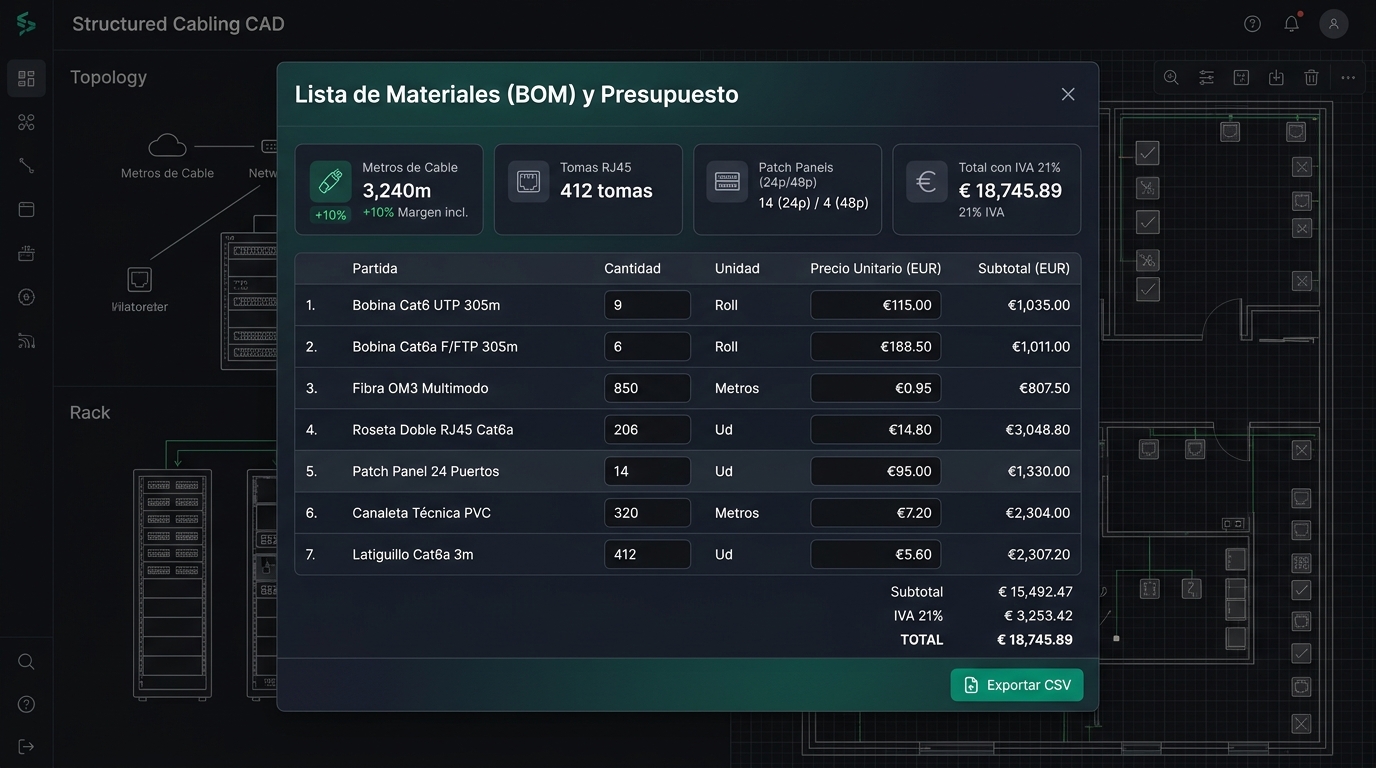 Structured Cabling CAD
Topology
Metros de Cable
Netw
Wilatoreter
Rack
Lista de Materiales (BOM) y Presupuesto
Metros de Cable
3,240m
+10%
+10% Margen incl.
Tomas RJ45
412 tomas
Patch Panels
(24p/48p)
14 (24p) / 4 (48p)
Total con IVA 21%
€ 18,745.89
21% IVA
Partida Cantidad Unidad Precio Unitario (EUR) Subtotal (EUR)
1. Bobina Cat6 UTP 305m 9 Roll €115.00 €1,035.00
2. Bobina Cat6a F/FTP 305m 6 Roll €188.50 €1,011.00
3. Fibra OM3 Multimodo 850 Metros €0.95 €807.50
4. Roseta Doble RJ45 Cat6a 206 Ud €14.80 €3,048.80
5. Patch Panel 24 Puertos 14 Ud €95.00 €1,330.00
6. Canaleta Técnica PVC 320 Metros €7.20 €2,304.00
7. Latiguillo Cat6a 3m 412 Ud €5.60 €2,307.20
Subtotal € 15,492.47
IVA 21% € 3,253.42
TOTAL € 18,745.89
Exportar CSV